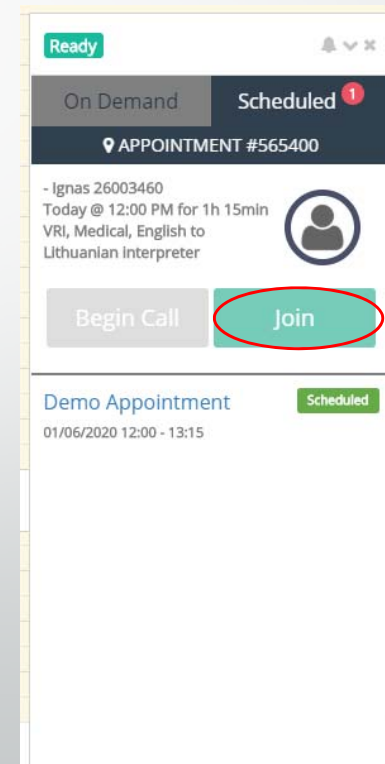 Ready
On Demand
Scheduled 1
APPOINTMENT #565400
- Ignas 26003460
Today @ 12:00 PM for 1h 15min
VRI, Medical, English to
Lithuanian interpreter
Begin Call
Join
Demo Appointment
Scheduled
01/06/2020 12:00 - 13:15